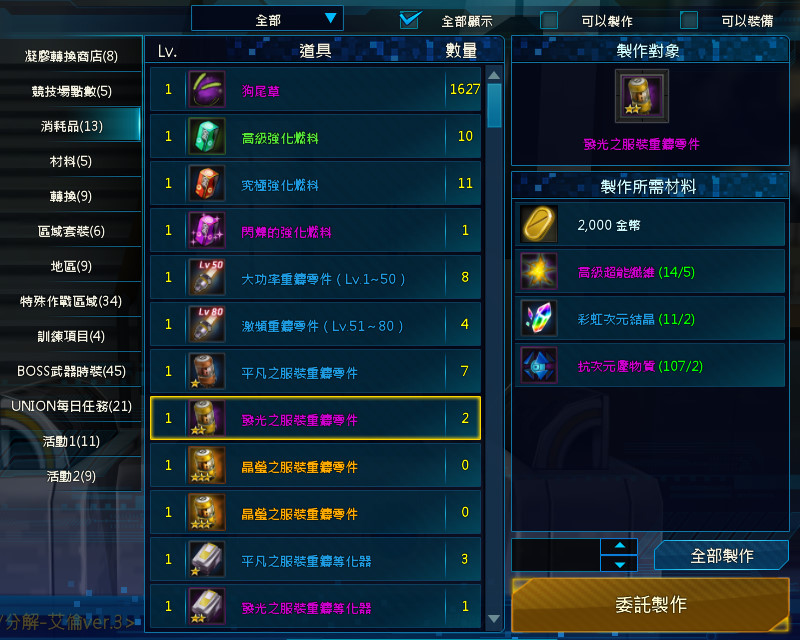 全部
全部顯示
可以製作
可以裝備
凝膠轉換商店(8)
競技場點數(5)
消耗品(13)
材料(5)
轉換(9)
區域套裝(6)
地區(9)
特殊作戰區域(34)
訓練項目(4)
BOSS武器時裝(45)
UNION每日任務(21)
活動1(11)
活動2(9)
Lv. 道具 數量
1 狗尾草 1627
1 高級強化燃料 10
1 究極強化燃料 11
1 閃耀的強化燃料 1
1 Lv 50 大功率重鑄零件 ( Lv.1~50 ) 8
1 Lv 80 激頻重鑄零件 ( Lv.51~80 ) 4
1 平凡之服裝重鑄零件 7
1 發光之服裝重鑄零件 2
1 晶瑩之服裝重鑄零件 0
1 晶瑩之服裝重鑄零件 0
1 平凡之服裝重鑄等化器 3
1 發光之服裝重鑄等化器 1
製作對象
發光之服裝重鑄零件
製作所需材料
2,000 金幣
高級超能纖維 (14/5)
彩虹次元結晶 (11/2)
抗次元塵物質 (107/2)
全部製作
委託製作
/分解-艾倫ver.3>